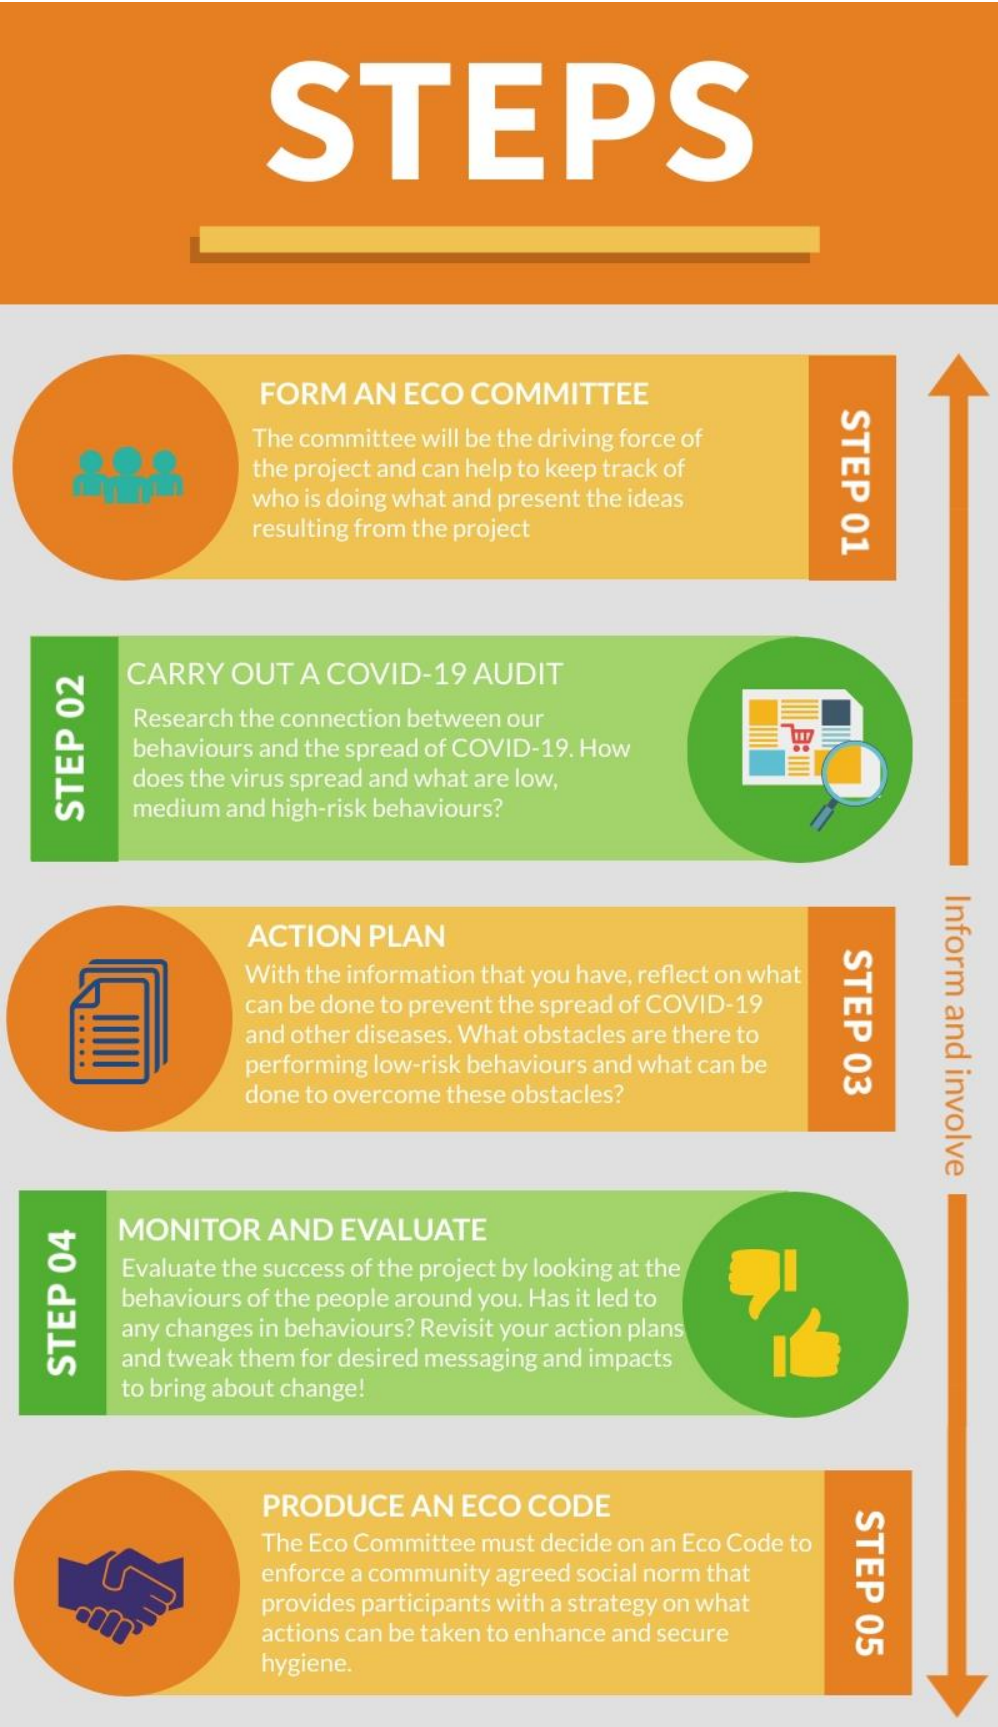 STEPS
FORM AN ECO COMMITTEE
The committee will be the driving force of
the project and can help to keep track of
who is doing what and present the ideas
resulting from the project
STEP 01
STEP 02
CARRY OUT A COVID-19 AUDIT
Research the connection between our
behaviours and the spread of COVID-19. How
does the virus spread and what are low,
medium and high-risk behaviours?
ACTION PLAN
With the information that you have, reflect on what
can be done to prevent the spread of COVID-19
and other diseases. What obstacles are there to
performing low-risk behaviours and what can be
done to overcome these obstacles?
STEP 03
Inform and involve
STEP 04
MONITOR AND EVALUATE
Evaluate the success of the project by looking at the
behaviours of the people around you. Has it led to
any changes in behaviours? Revisit your action plans
and tweak them for desired messaging and impacts
to bring about change!
PRODUCE AN ECO CODE
The Eco Committee must decide on an Eco Code to
enforce a community agreed social norm that
provides participants with a strategy on what
actions can be taken to enhance and secure
hygiene.
STEP 05